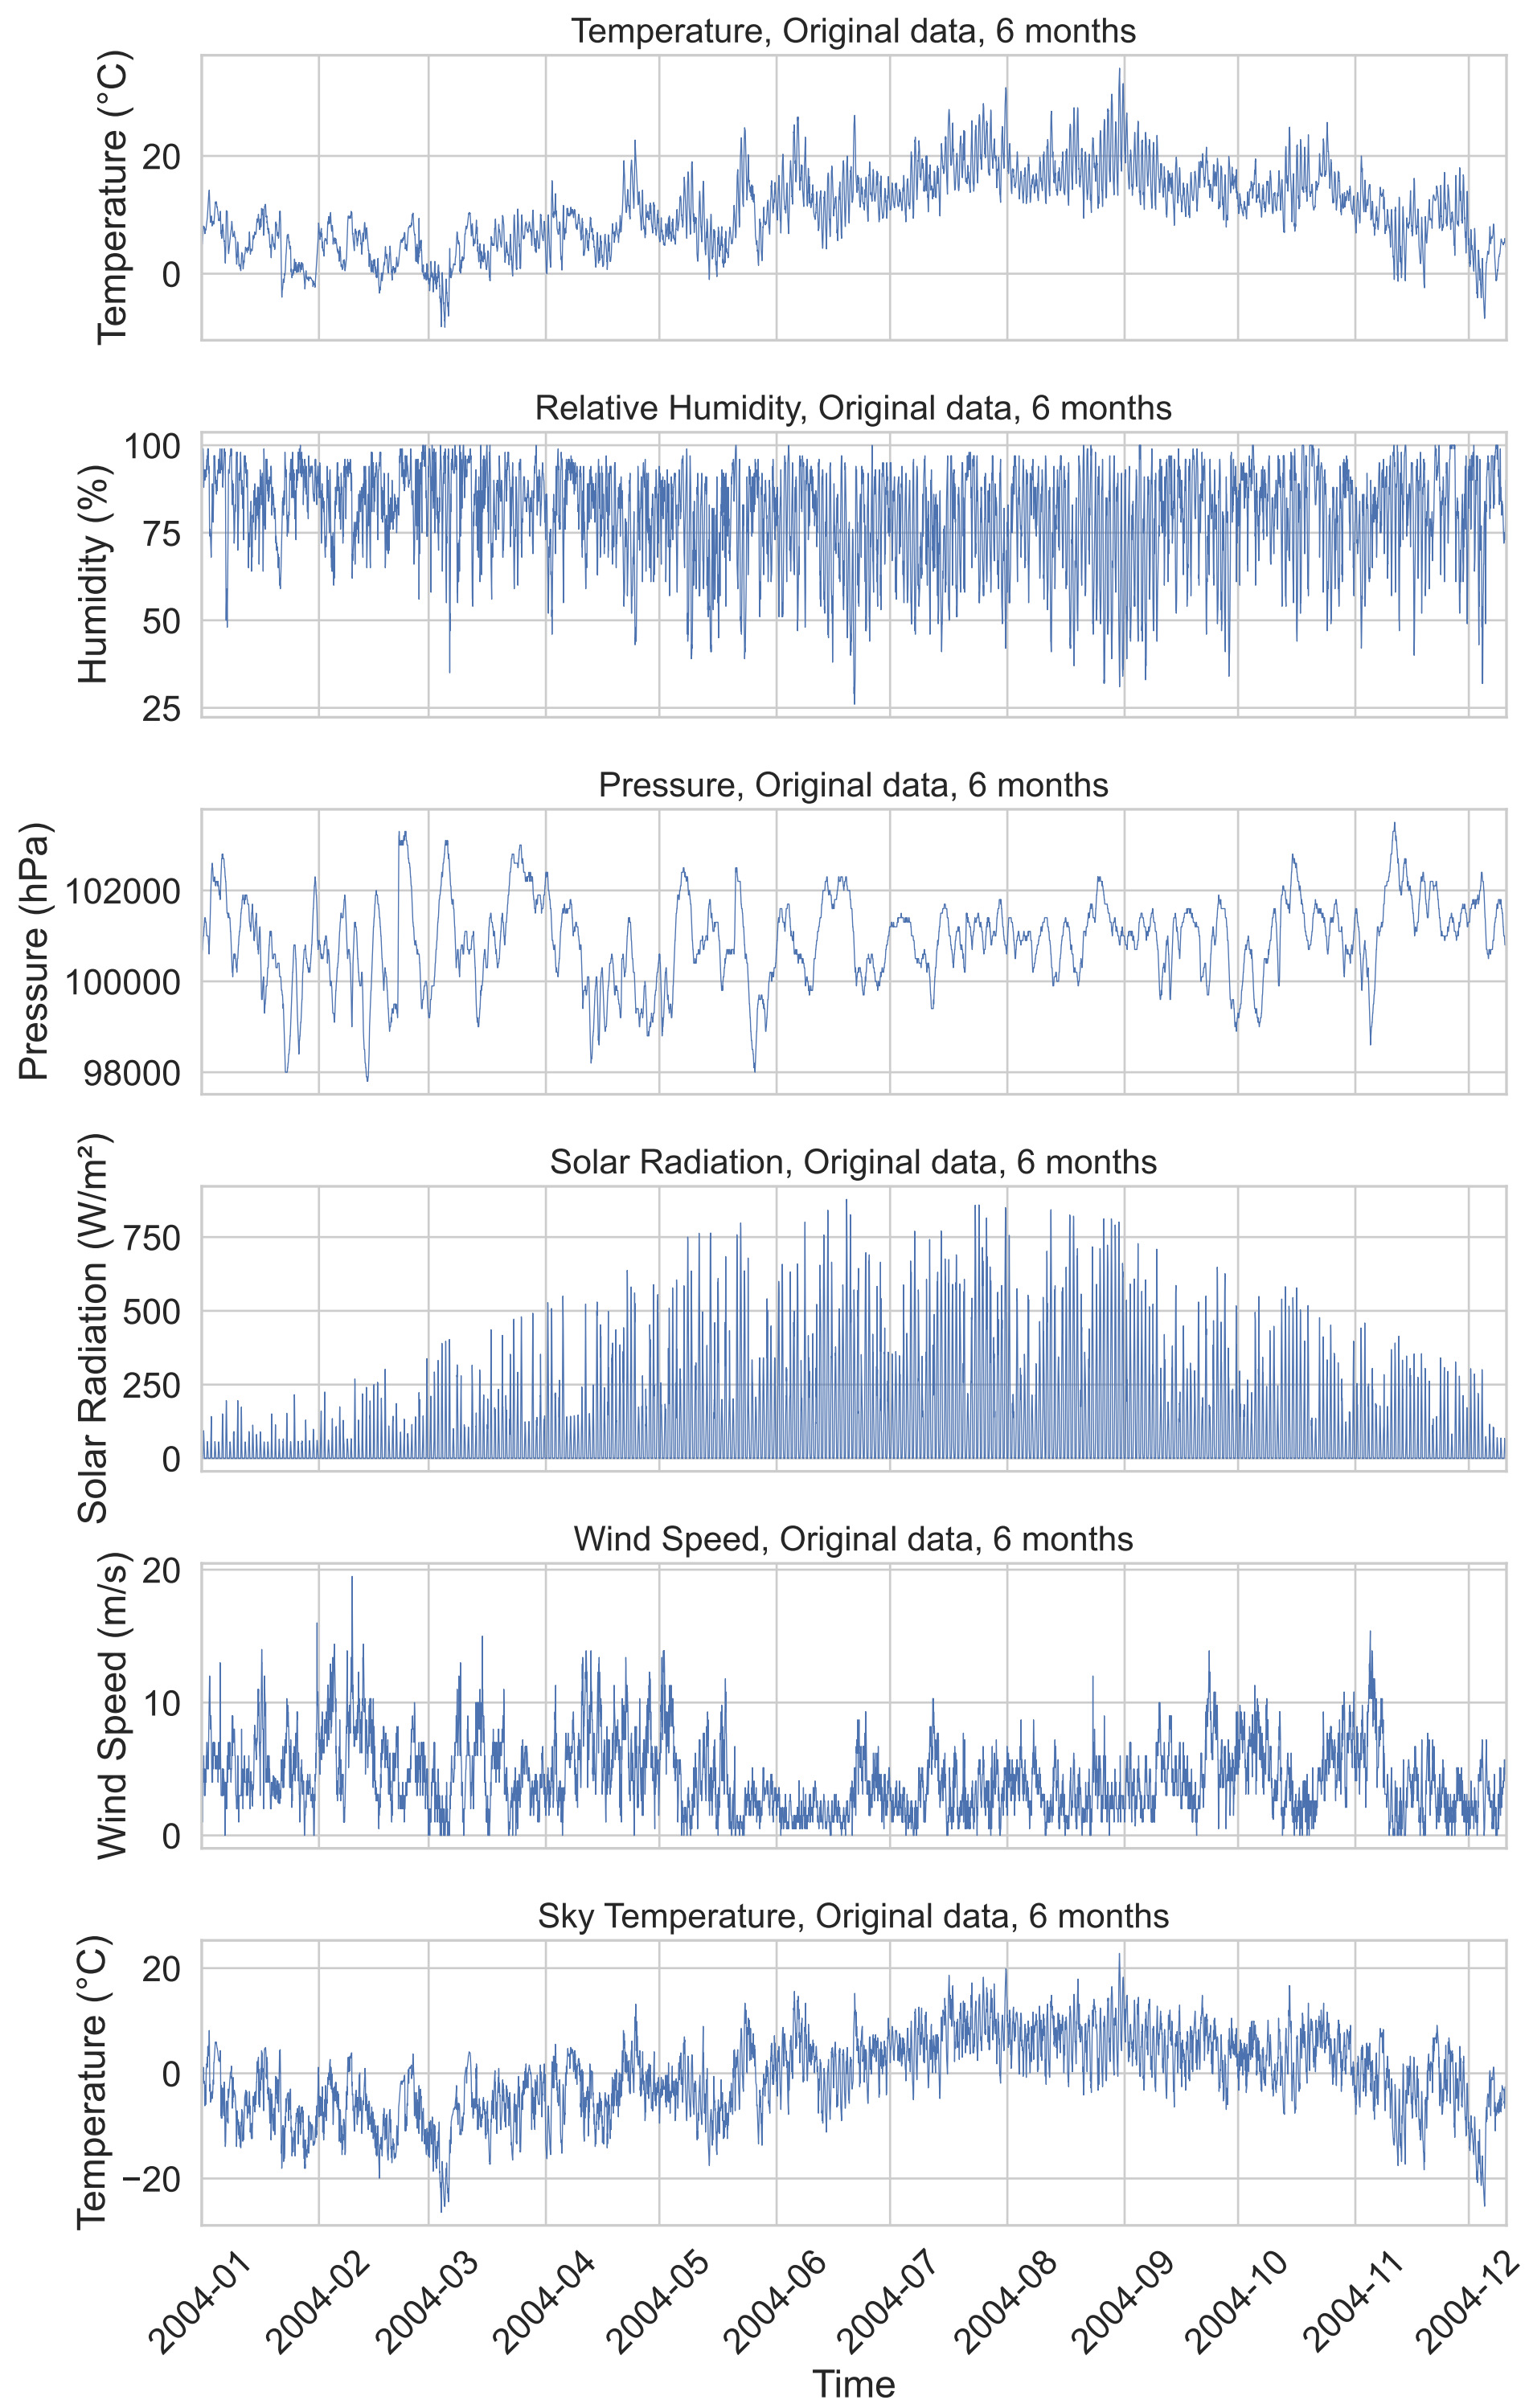 Temperature, Original data, 6 months
Temperature (°C)
20
0
Relative Humidity, Original data, 6 months
Humidity (%)
100
75
50
25
Pressure, Original data, 6 months
Pressure (hPa)
102000
100000
98000
Solar Radiation, Original data, 6 months
Solar Radiation (W/m²)
750
500
250
0
Wind Speed, Original data, 6 months
Wind Speed (m/s)
20
10
0
Sky Temperature, Original data, 6 months
Temperature (°C)
20
0
−20
2004-01
2004-02
2004-03
2004-04
2004-05
2004-06
2004-07
2004-08
2004-09
2004-10
2004-11
2004-12
Time